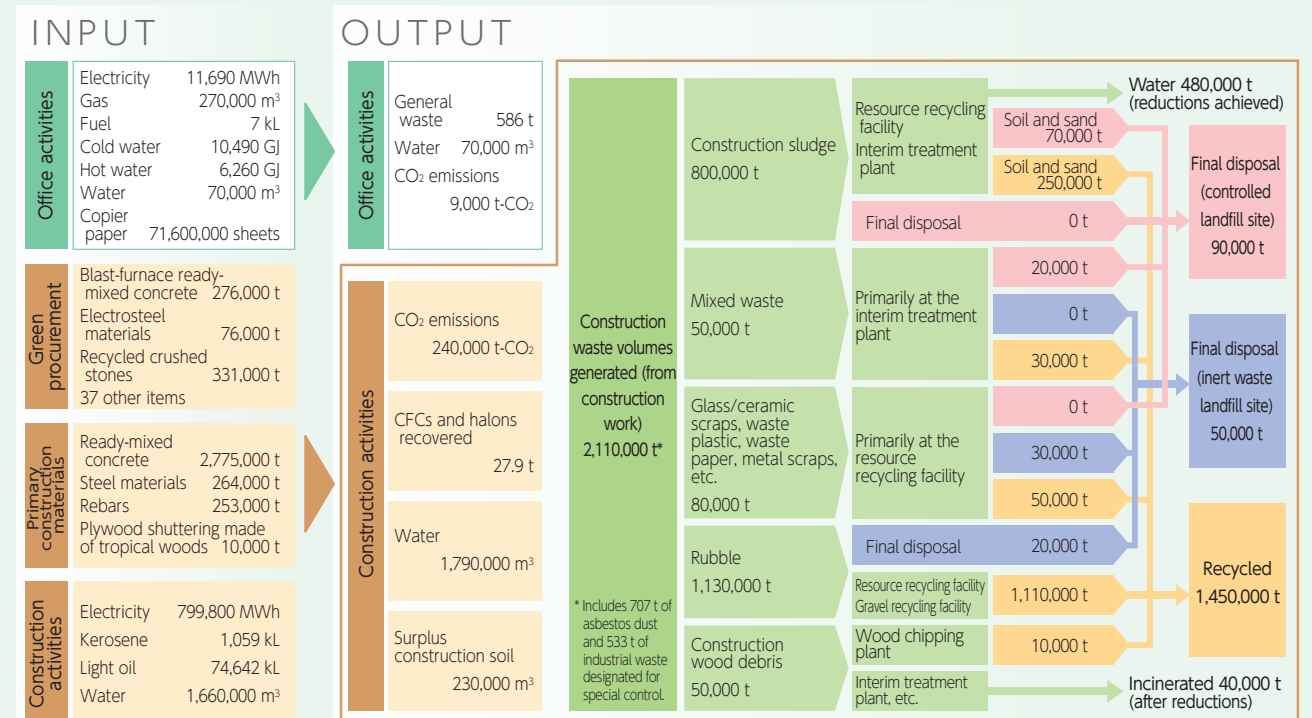 INPUT
Office activities
Electricity 11,690 MWh
Gas 270,000 m³
Fuel 7 kL
Cold water 10,490 GJ
Hot water 6,260 GJ
Water 70,000 m³
Copier
paper 71,600,000 sheets
Green
procurement
Blast-furnace ready-
mixed concrete 276,000 t
Electrosteel
materials 76,000 t
Recycled crushed
stones 331,000 t
37 other items
Primary
construction
materials
Ready-mixed
concrete 2,775,000 t
Steel materials 264,000 t
Rebars 253,000 t
Plywood shuttering made
of tropical woods 10,000 t
Construction
activities
Electricity 799,800 MWh
Kerosene 1,059 kL
Light oil 74,642 kL
Water 1,660,000 m³
OUTPUT
Office activities
General
waste 586 t
Water 70,000 m³
CO₂ emissions
9,000 t-CO₂
Construction activities
CO₂ emissions
240,000 t-CO₂
CFCs and halons
recovered
27.9 t
Water
1,790,000 m³
Surplus
construction soil
230,000 m³
Construction
waste volumes
generated (from
construction
work)
2,110,000 t*
* Includes 707 t of
asbestos dust
and 533 t of
industrial waste
designated for
special control.
Construction sludge
800,000 t
Resource recycling
facility
Interim treatment
plant
Water 480,000 t
(reductions achieved)
Soil and sand
70,000 t
Soil and sand
250,000 t
Final disposal 0 t
Mixed waste
50,000 t
Primarily at the
interim treatment
plant
20,000 t
0 t
30,000 t
Glass/ceramic
scraps, waste
plastic, waste
paper, metal scraps,
etc.
80,000 t
Primarily at the
resource
recycling facility
0 t
30,000 t
50,000 t
Rubble
1,130,000 t
Final disposal 20,000 t
Resource recycling facility
Gravel recycling facility
1,110,000 t
Construction
wood debris
50,000 t
Wood chipping
plant
10,000 t
Interim treatment
plant, etc.
Incinerated 40,000 t
(after reductions)
Final disposal
(controlled
landfill site)
90,000 t
Final disposal
(inert waste
landfill site)
50,000 t
Recycled
1,450,000 t